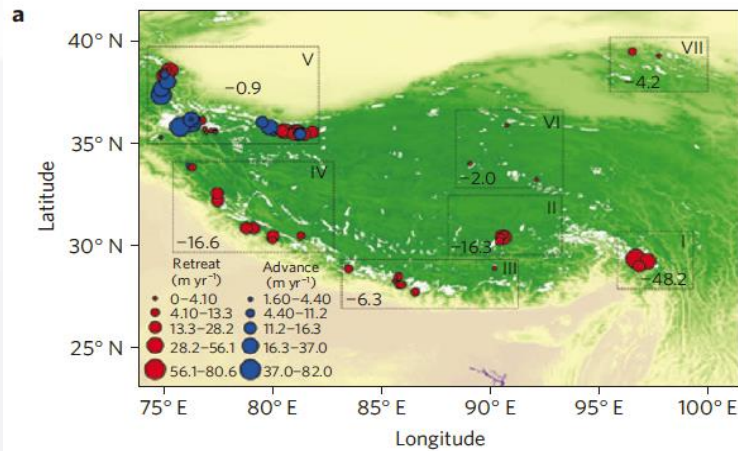 a
40° N
35° N
30° N
25° N
Latitude
V
−0.9
VII
−4.2
VI
−2.0
IV
−16.6
II
−16.3
III
−6.3
I
−48.2
Retreat
(m yr⁻¹)
0–4.10
4.10–13.3
13.3–28.2
28.2–56.1
56.1–80.6
Advance
(m yr⁻¹)
1.60–4.40
4.40–11.2
11.2–16.3
16.3–37.0
37.0–82.0
75° E
80° E
85° E
90° E
95° E
100° E
Longitude